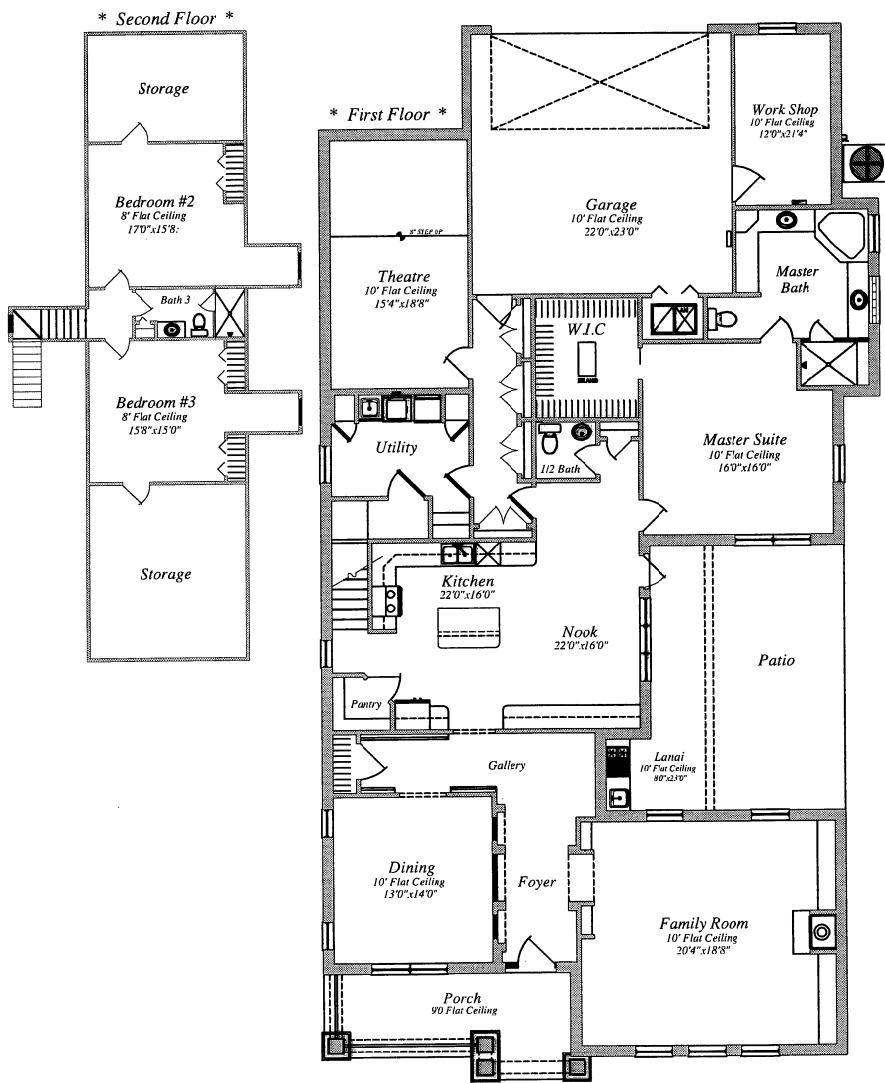 * Second Floor *
Storage
Bedroom #2
8' Flat Ceiling
17'0"x15'8:
Bath 3
Bedroom #3
8' Flat Ceiling
15'8"x15'0"
Storage
* First Floor *
Work Shop
10' Flat Ceiling
12'0"x21'4"
Garage
10' Flat Ceiling
22'0"x23'0"
8" STEP UP
Theatre
10' Flat Ceiling
15'4"x18'8"
Master
Bath
W.I.C
ISLAND
Utility
1/2 Bath
Master Suite
10' Flat Ceiling
16'0"x16'0"
Kitchen
22'0"x16'0"
Nook
22'0"x16'0"
Patio
Pantry
Gallery
Lanai
10' Flat Ceiling
8'0"x23'0"
Dining
10' Flat Ceiling
13'0"x14'0"
Foyer
Family Room
10' Flat Ceiling
20'4"x18'8"
Porch
9'0 Flat Ceiling